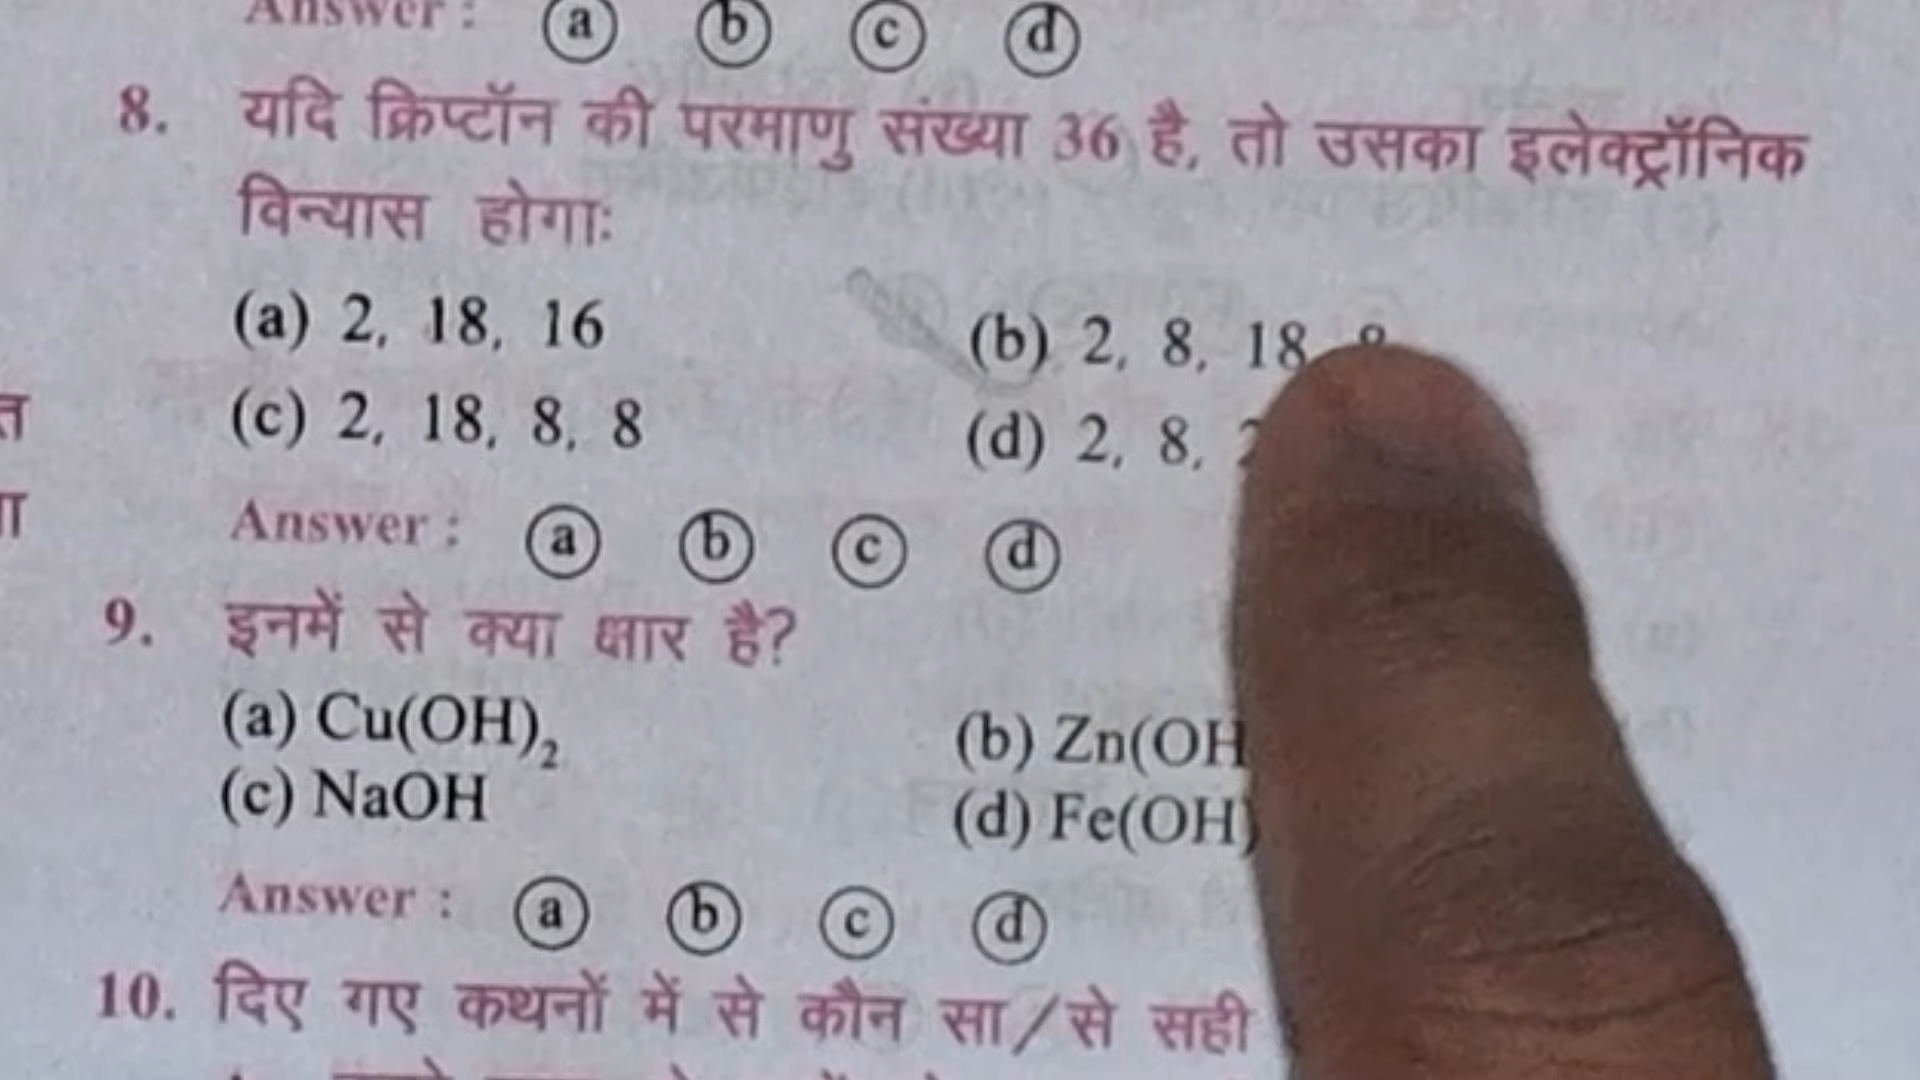 Answer : (a) (b) (c) (d)
8. यदि क्रिप्टॉन की परमाणु संख्या 36 है, तो उसका इलेक्ट्रॉनिक
विन्यास होगाः
(a) 2, 18, 16 (b) 2, 8, 18
(c) 2, 18, 8, 8 (d) 2, 8,
Answer : (a) (b) (c) (d)
9. इनमें से क्या क्षार है?
(a) Cu(OH)₂ (b) Zn(OH
(c) NaOH (d) Fe(OH)
Answer : (a) (b) (c) (d)
10. दिए गए कथनों में से कौन सा/से सही